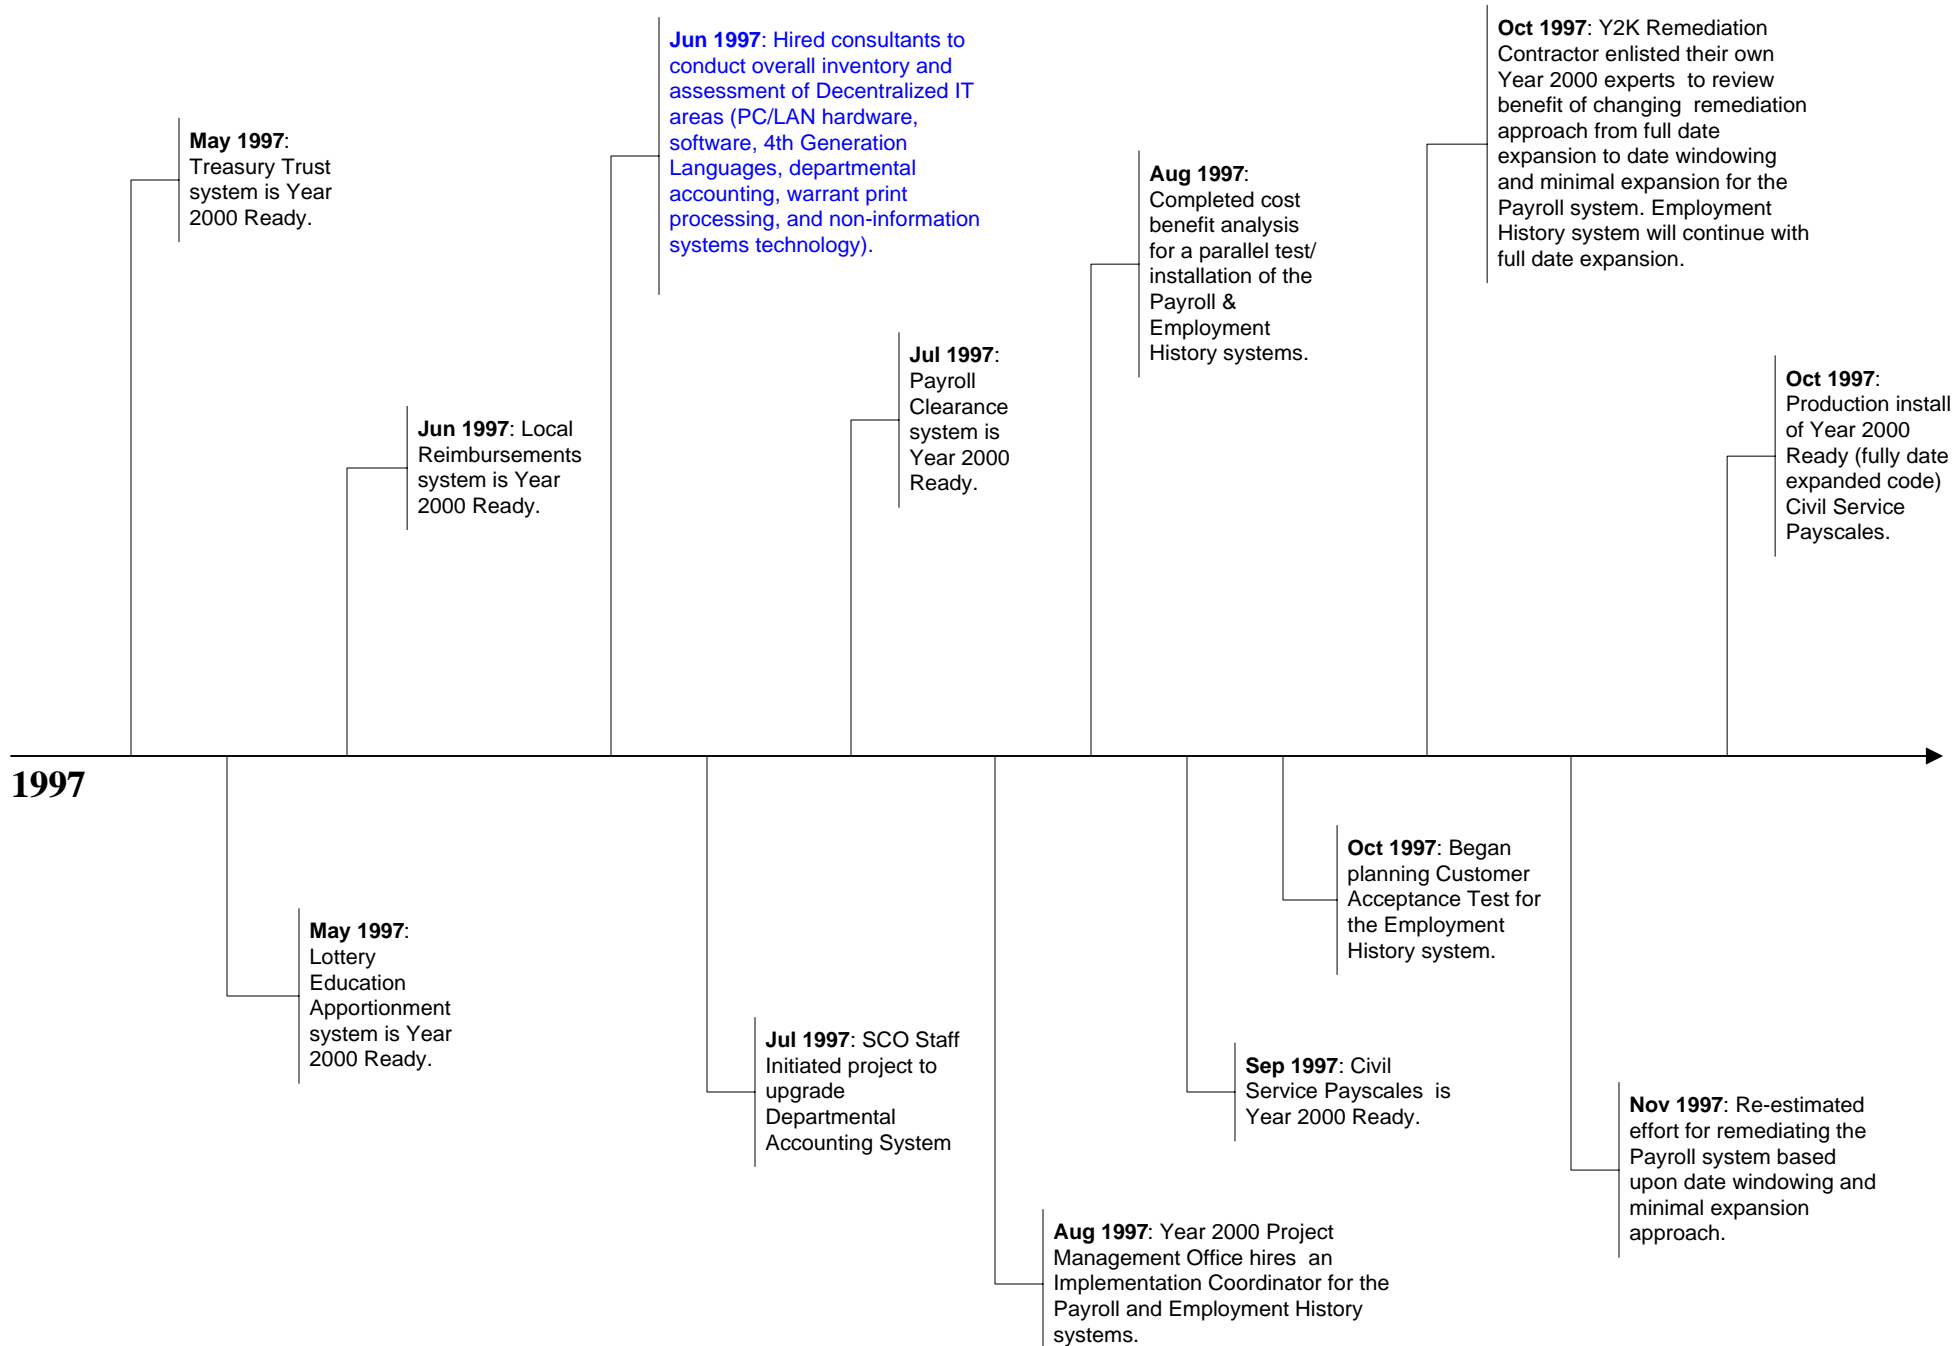 Oct 1997: Y2K Remediation
Contractor enlisted their own
Year 2000 experts  to review
benefit of changing  remediation
approach from full date
expansion to date windowing
and minimal expansion for the
Payroll system. Employment
History system will continue with
full date expansion.
Jun 1997: Hired consultants to
conduct overall inventory and
assessment of Decentralized IT
areas (PC/LAN hardware,
software, 4th Generation
Languages, departmental
accounting, warrant print
processing, and non-information
systems technology).
May 1997:
Treasury Trust
system is Year
2000 Ready.
Aug 1997:
Completed cost
benefit analysis
for a parallel test/
installation of the
Payroll &
Employment
History systems.
Jul 1997:
Payroll
Clearance
system is
Year 2000
Ready.
Oct 1997:
Production install
of Year 2000
Ready (fully date
expanded code)
Civil Service
Payscales.
Jun 1997: Local
Reimbursements
system is Year
2000 Ready.
1997
Oct 1997: Began
planning Customer
Acceptance Test for
the Employment
History system.
May 1997:
Lottery
Education
Apportionment
system is Year
2000 Ready.
Jul 1997: SCO Staff
Initiated project to
upgrade
Departmental
Accounting System
Sep 1997: Civil
Service Payscales  is
Year 2000 Ready.
Nov 1997: Re-estimated
effort for remediating the
Payroll system based
upon date windowing and
minimal expansion
approach.
Aug 1997: Year 2000 Project
Management Office hires  an
Implementation Coordinator for the
Payroll and Employment History
systems.